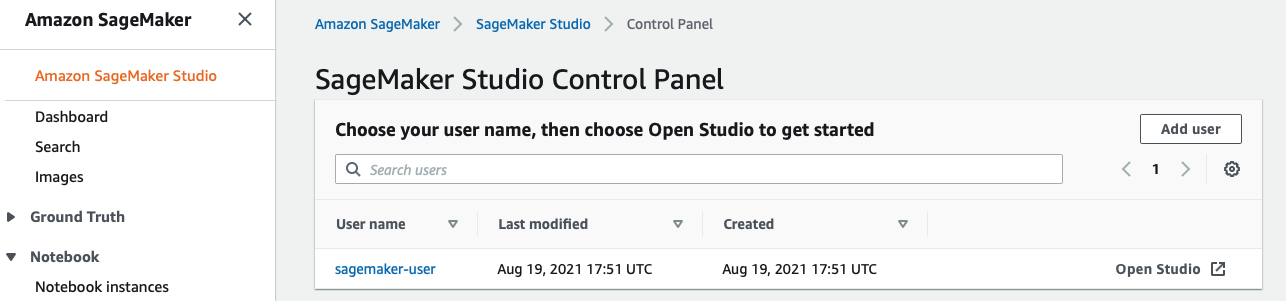 Amazon SageMaker
Amazon SageMaker Studio
Dashboard
Search
Images
Ground Truth
Notebook
Notebook instances
Amazon SageMaker > SageMaker Studio > Control Panel
SageMaker Studio Control Panel
Choose your user name, then choose Open Studio to get started
Add user
Search users
1
User name Last modified Created
sagemaker-user Aug 19, 2021 17:51 UTC Aug 19, 2021 17:51 UTC Open Studio